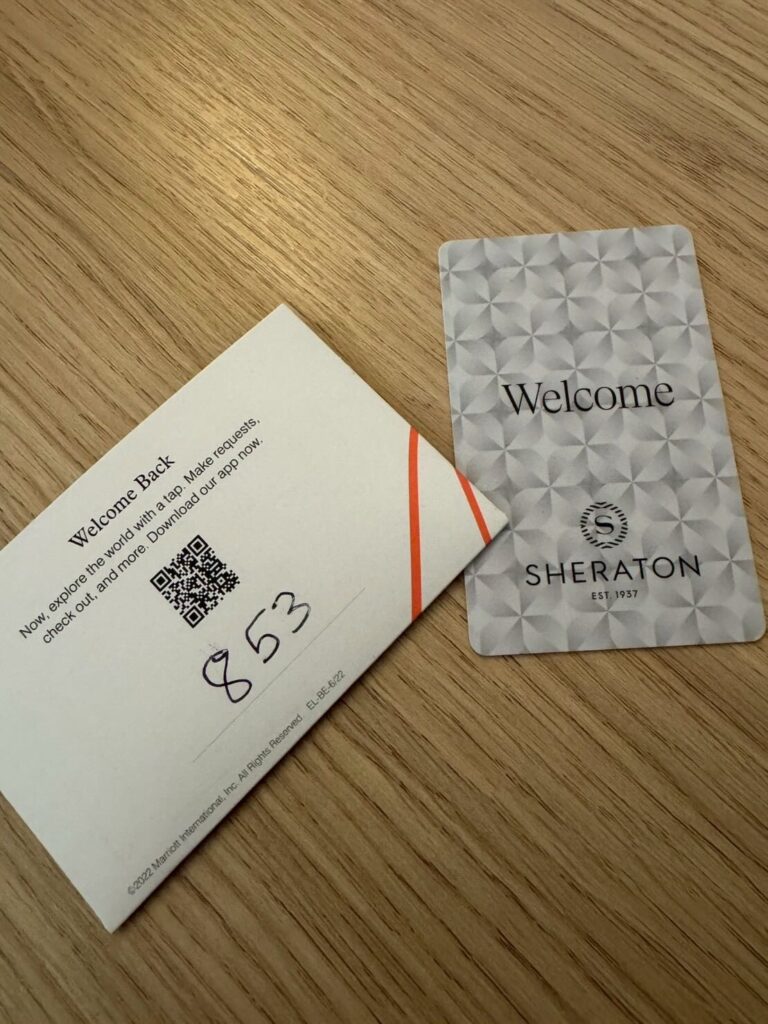 Welcome Back
Now, explore the world with a tap. Make requests,
check out, and more. Download our app now.
853
©2022 Marriott International, Inc. All Rights Reserved. EL-BE-6/22
Welcome
S
SHERATON
EST. 1937